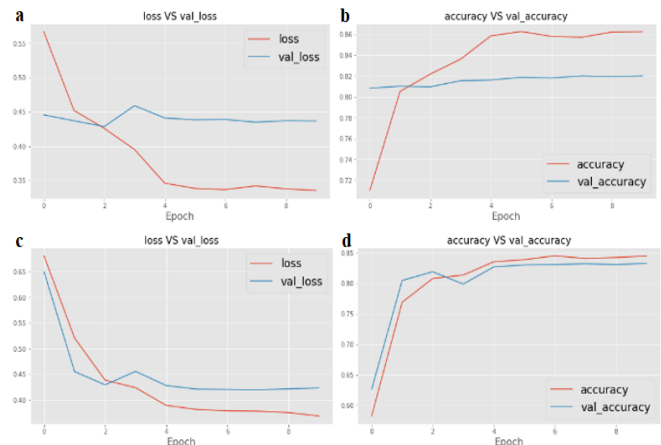 a
loss VS val_loss
loss
val_loss
0.55
0.50
0.45
0.40
0.35
0 2 4 6 8
Epoch
b
accuracy VS val_accuracy
0.86
0.84
0.82
0.80
0.78
0.76
0.74
0.72
accuracy
val_accuracy
0 2 4 6 8
Epoch
c
loss VS val_loss
loss
val_loss
0.65
0.60
0.55
0.50
0.45
0.40
0 2 4 6 8
Epoch
d
accuracy VS val_accuracy
0.85
0.80
0.75
0.70
0.65
0.60
accuracy
val_accuracy
0 2 4 6 8
Epoch